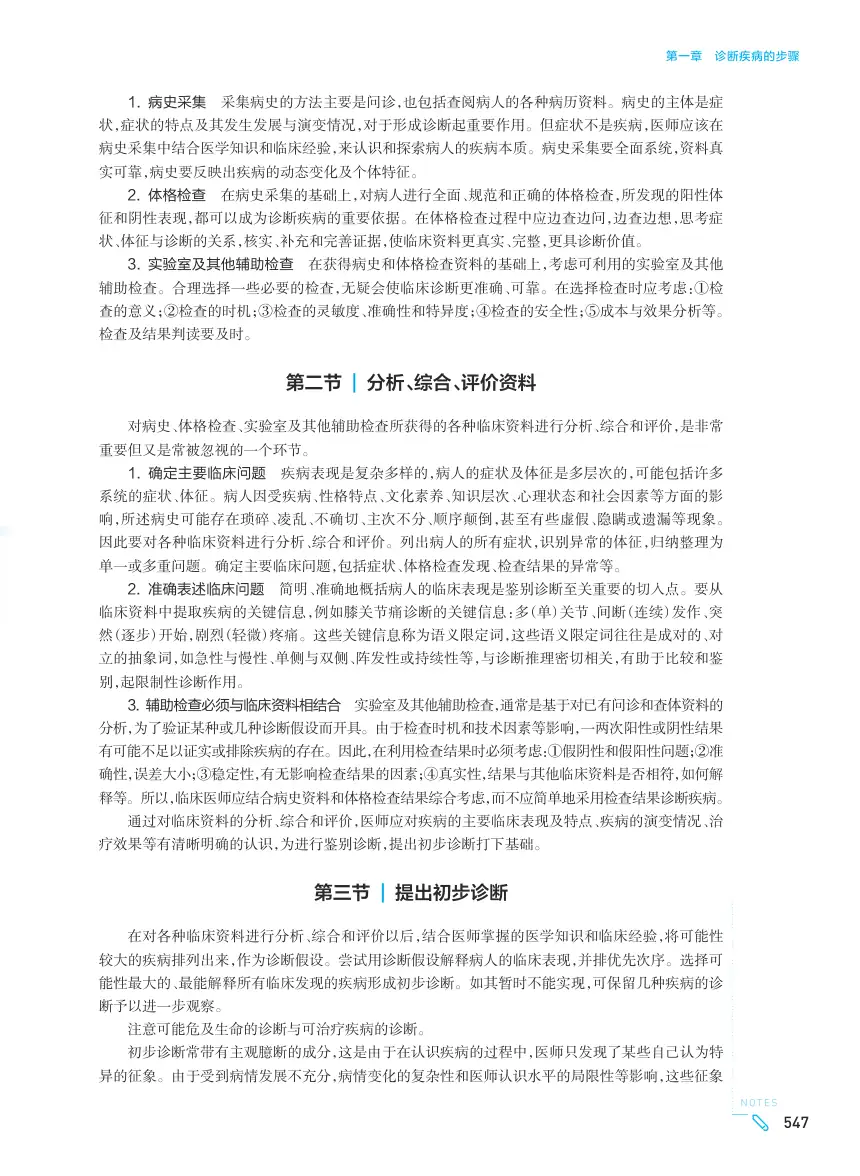 第一章　诊断疾病的步骤
1. 病史采集　采集病史的方法主要是问诊,也包括查阅病人的各种病历资料。病史的主体是症
状,症状的特点及其发生发展与演变情况,对于形成诊断起重要作用。但症状不是疾病,医师应该在
病史采集中结合医学知识和临床经验,来认识和探索病人的疾病本质。病史采集要全面系统,资料真
实可靠,病史要反映出疾病的动态变化及个体特征。
2. 体格检查　在病史采集的基础上,对病人进行全面、规范和正确的体格检查,所发现的阳性体
征和阴性表现,都可以成为诊断疾病的重要依据。在体格检查过程中应边查边问,边查边想,思考症
状、体征与诊断的关系,核实、补充和完善证据,使临床资料更真实、完整,更具诊断价值。
3. 实验室及其他辅助检查　在获得病史和体格检查资料的基础上,考虑可利用的实验室及其他
辅助检查。合理选择一些必要的检查,无疑会使临床诊断更准确、可靠。在选择检查时应考虑:①检
查的意义;②检查的时机;③检查的灵敏度、准确性和特异度;④检查的安全性;⑤成本与效果分析等。
检查及结果判读要及时。
第二节 | 分析、综合、评价资料
对病史、体格检查、实验室及其他辅助检查所获得的各种临床资料进行分析、综合和评价,是非常
重要但又是常被忽视的一个环节。
1. 确定主要临床问题　疾病表现是复杂多样的,病人的症状及体征是多层次的,可能包括许多
系统的症状、体征。病人因受疾病、性格特点、文化素养、知识层次、心理状态和社会因素等方面的影
响,所述病史可能存在琐碎、凌乱、不确切、主次不分、顺序颠倒,甚至有些虚假、隐瞒或遗漏等现象。
因此要对各种临床资料进行分析、综合和评价。列出病人的所有症状,识别异常的体征,归纳整理为
单一或多重问题。确定主要临床问题,包括症状、体格检查发现、检查结果的异常等。
2. 准确表述临床问题　简明、准确地概括病人的临床表现是鉴别诊断至关重要的切入点。要从
临床资料中提取疾病的关键信息,例如膝关节痛诊断的关键信息:多(单)关节、间断(连续)发作、突
然(逐步)开始,剧烈(轻微)疼痛。这些关键信息称为语义限定词,这些语义限定词往往是成对的、对
立的抽象词,如急性与慢性、单侧与双侧、阵发性或持续性等,与诊断推理密切相关,有助于比较和鉴
别,起限制性诊断作用。
3. 辅助检查必须与临床资料相结合　实验室及其他辅助检查,通常是基于对已有问诊和查体资料的
分析,为了验证某种或几种诊断假设而开具。由于检查时机和技术因素等影响,一两次阳性或阴性结果
有可能不足以证实或排除疾病的存在。因此,在利用检查结果时必须考虑:①假阴性和假阳性问题;②准
确性,误差大小;③稳定性,有无影响检查结果的因素;④真实性,结果与其他临床资料是否相符,如何解
释等。所以,临床医师应结合病史资料和体格检查结果综合考虑,而不应简单地采用检查结果诊断疾病。
通过对临床资料的分析、综合和评价,医师应对疾病的主要临床表现及特点、疾病的演变情况、治
疗效果等有清晰明确的认识,为进行鉴别诊断,提出初步诊断打下基础。
第三节 | 提出初步诊断
在对各种临床资料进行分析、综合和评价以后,结合医师掌握的医学知识和临床经验,将可能性
较大的疾病排列出来,作为诊断假设。尝试用诊断假设解释病人的临床表现,并排优先次序。选择可
能性最大的、最能解释所有临床发现的疾病形成初步诊断。如其暂时不能实现,可保留几种疾病的诊
断予以进一步观察。
注意可能危及生命的诊断与可治疗疾病的诊断。
初步诊断常带有主观臆断的成分,这是由于在认识疾病的过程中,医师只发现了某些自己认为特
异的征象。由于受到病情发展不充分,病情变化的复杂性和医师认识水平的局限性等影响,这些征象
NOTES
547